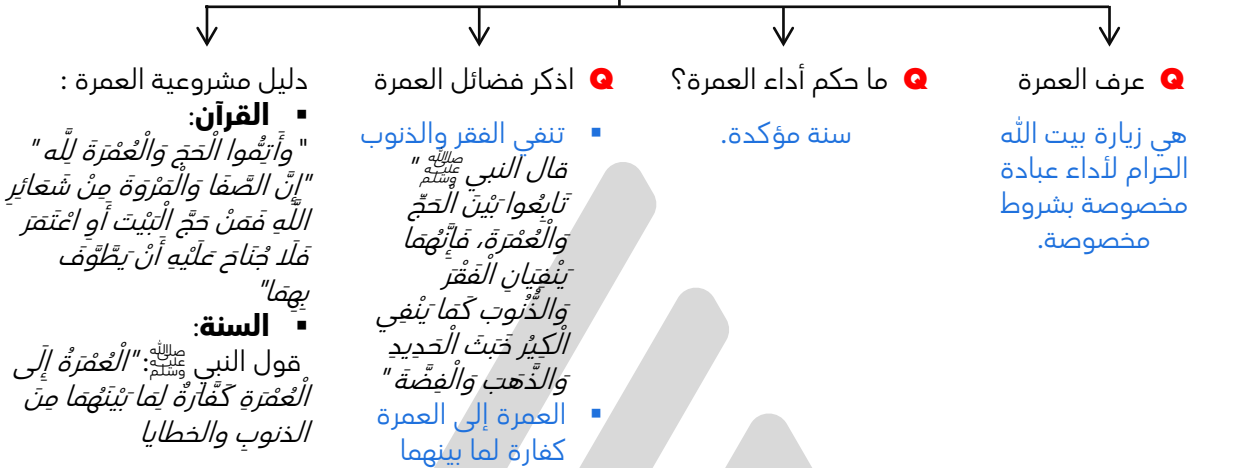 Q عرف العمرة
هي زيارة بيت الله
الحرام لأداء عبادة
مخصوصة بشروط
مخصوصة.
Q ما حكم أداء العمرة؟
سنة مؤكدة.
Q اذكر فضائل العمرة
▪ تنفي الفقر والذنوب
قال النبي ﷺ "
تَابِعُوا بَيْنَ الْحَجِّ
وَالْعُمْرَةَ، فَإِنَّهُمَا
يَنْفِيَانِ الْفَقْرَ
وَالذُّنُوبَ كَمَا يَنْفِي
الْكِيرُ خَبَثَ الْحَدِيدِ
وَالذَّهَبِ وَالْفِضَّةَ "
▪ العمرة إلى العمرة
كفارة لما بينهما
دليل مشروعية العمرة :
▪ القرآن:
" وأَتِمُّوا الْحَجَ وَالْعُمْرَةَ لِلَّه "
"إِنَّ الصَّفَا وَالْمَرْوَةَ مِنْ شَعَائِرِ
اللَّهِ فَمَنْ حَجَّ الْبَيْتَ أَوِ اعْتَمَرَ
فَلَا جُنَاحَ عَلَيْهِ أَنْ يَطَّوَّفَ
بِهِمَا"
▪ السنة:
قول النبي ﷺ: "الْعُمْرَةُ إِلَى
الْعُمْرَةِ كَفَّارَةٌ لِمَا بَيْنَهُمَا مِنَ
الذنوبِ والخطايا